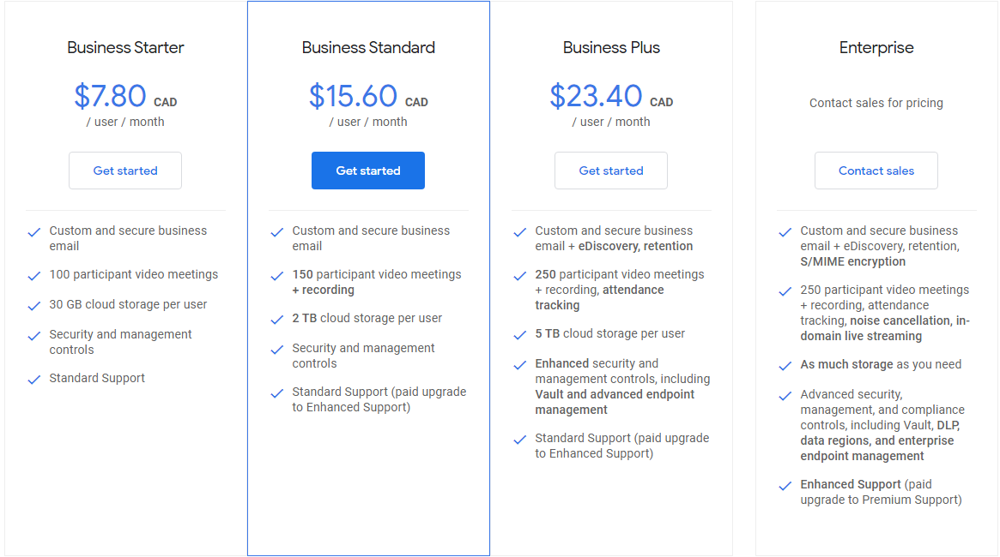 Business Starter
$7.80 CAD
/ user / month
Get started
Custom and secure business
email
100 participant video meetings
30 GB cloud storage per user
Security and management
controls
Standard Support
Business Standard
$15.60 CAD
/ user / month
Get started
Custom and secure business
email
150 participant video meetings
+ recording
2 TB cloud storage per user
Security and management
controls
Standard Support (paid upgrade
to Enhanced Support)
Business Plus
$23.40 CAD
/ user / month
Get started
Custom and secure business
email + eDiscovery, retention
250 participant video meetings
+ recording, attendance
tracking
5 TB cloud storage per user
Enhanced security and
management controls, including
Vault and advanced endpoint
management
Standard Support (paid upgrade
to Enhanced Support)
Enterprise
Contact sales for pricing
Contact sales
Custom and secure business
email + eDiscovery, retention,
S/MIME encryption
250 participant video meetings
+ recording, attendance
tracking, noise cancellation, in-
domain live streaming
As much storage as you need
Advanced security,
management, and compliance
controls, including Vault, DLP,
data regions, and enterprise
endpoint management
Enhanced Support (paid
upgrade to Premium Support)